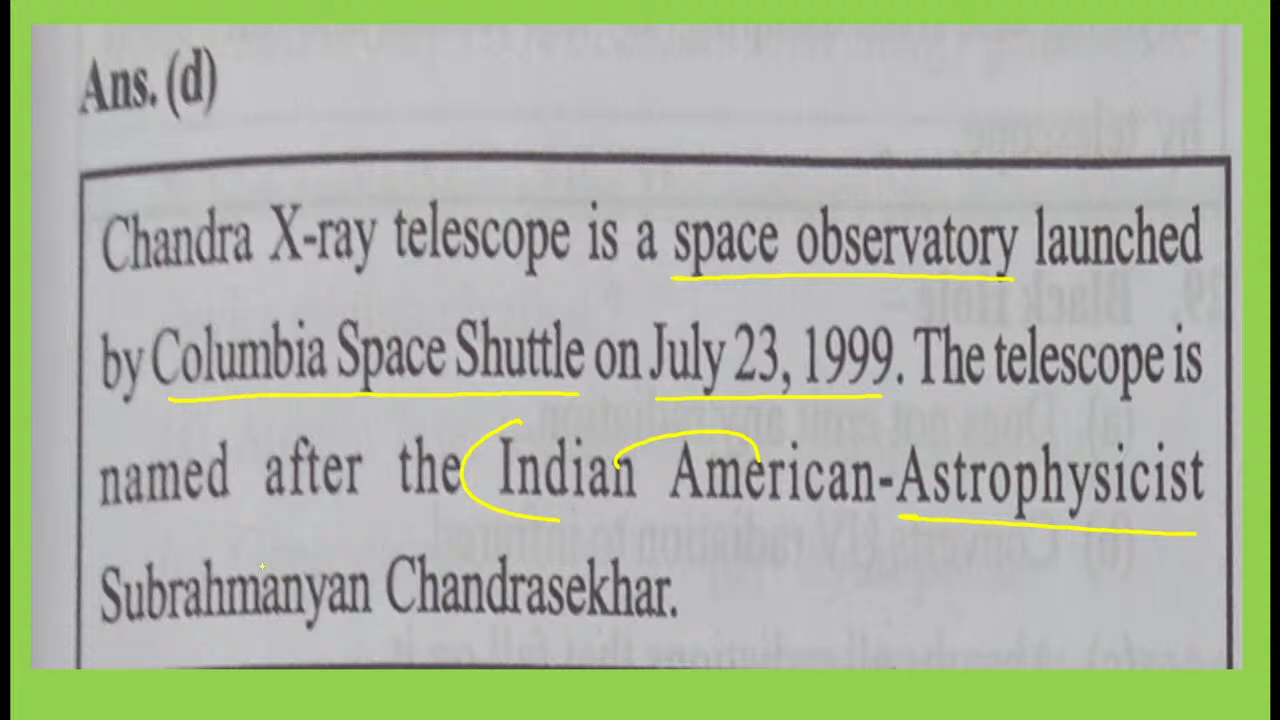 Ans. (d)
Chandra X-ray telescope is a space observatory launched
by Columbia Space Shuttle on July 23, 1999. The telescope is
named after the Indian American-Astrophysicist
Subrahmanyan Chandrasekhar.